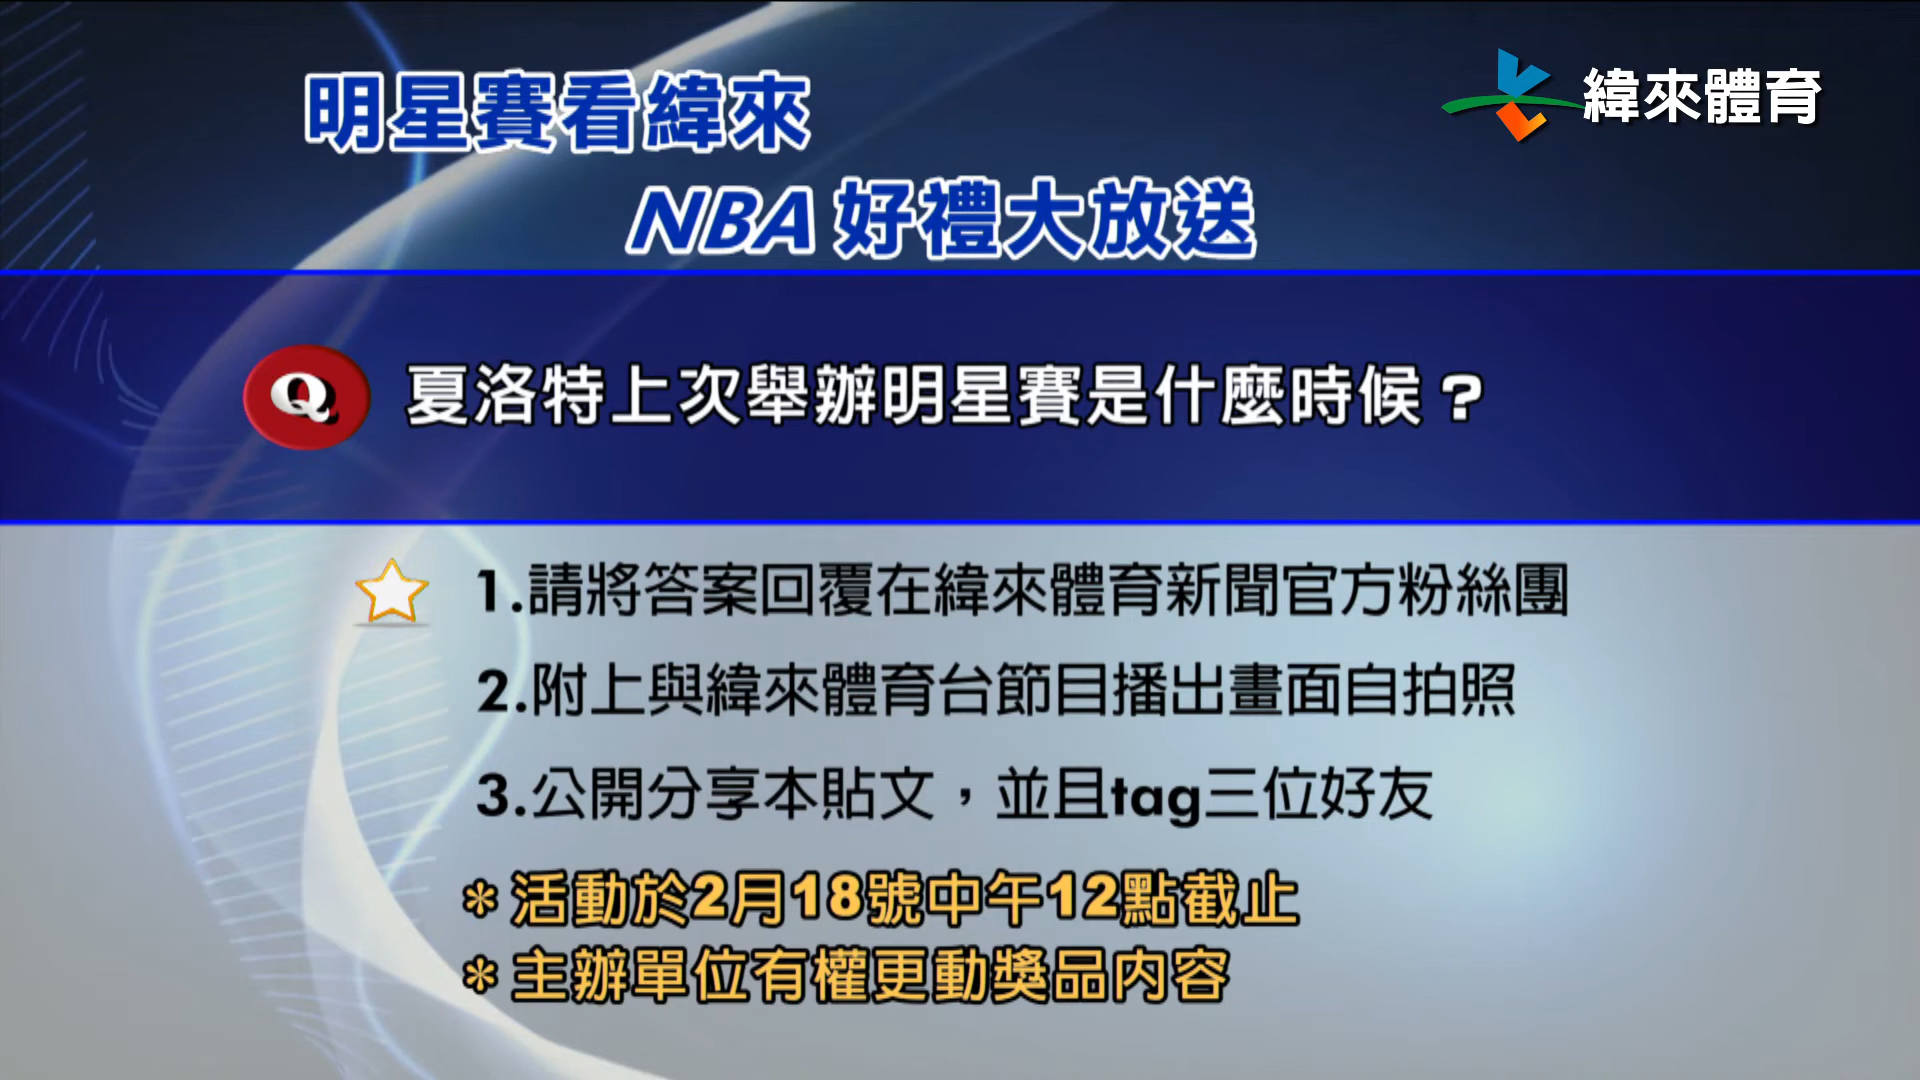 明星賽看緯來
緯來體育
NBA 好禮大放送
Q 夏洛特上次舉辦明星賽是什麼時候?
1.請將答案回覆在緯來體育新聞官方粉絲團
2.附上與緯來體育台節目播出畫面自拍照
3.公開分享本貼文，並且tag三位好友
＊活動於2月18號中午12點截止
＊主辦單位有權更動獎品內容